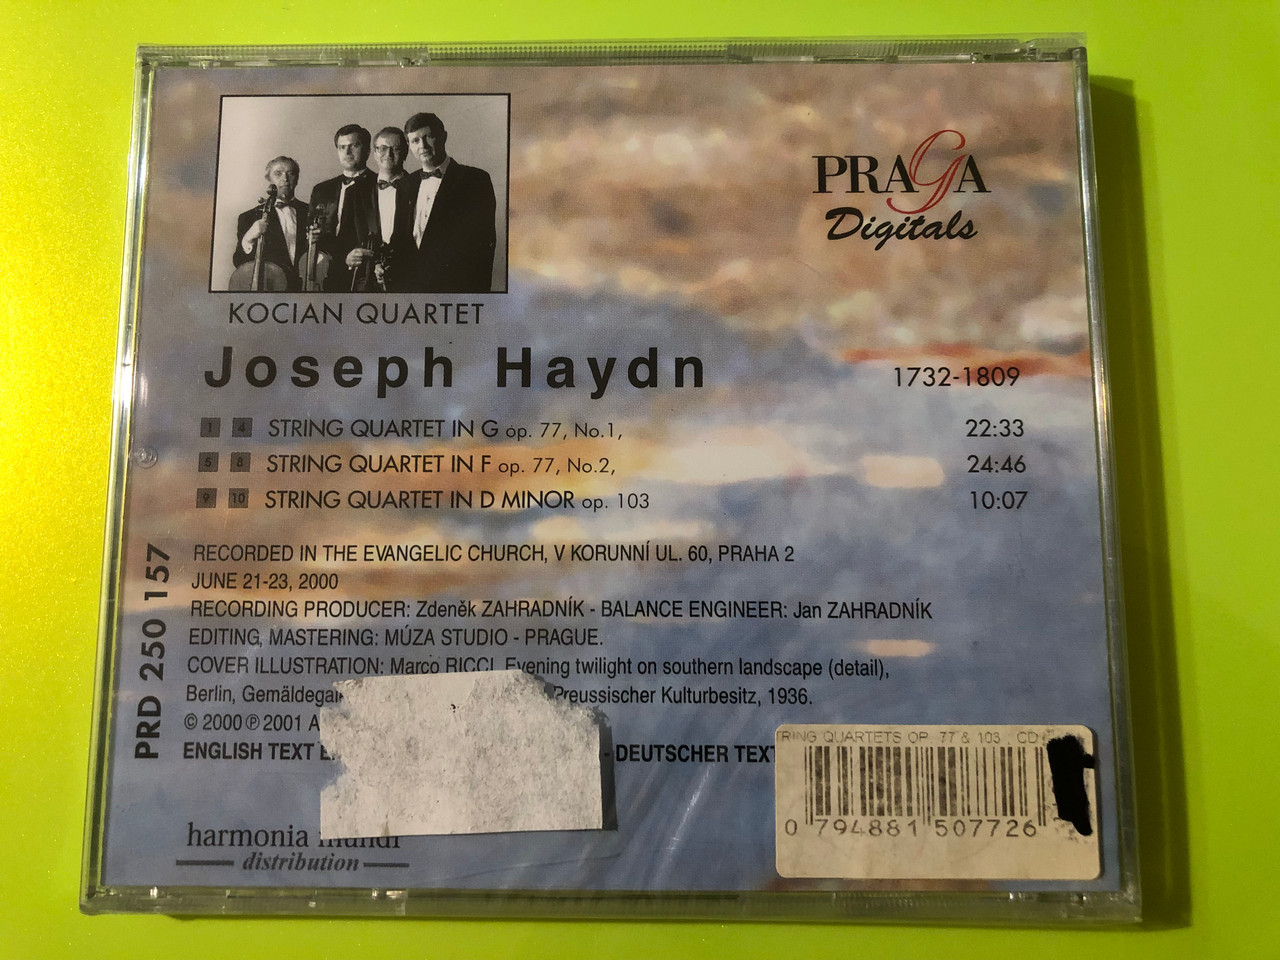 PRAGA
Digitals
KOCIAN QUARTET
Joseph Haydn 1732-1809
1 4 STRING QUARTET IN G op. 77, No.1, 22:33
5 8 STRING QUARTET IN F op. 77, No.2, 24:46
9 10 STRING QUARTET IN D MINOR op. 103 10:07
PRD 250 157
RECORDED IN THE EVANGELIC CHURCH, V KORUNNÍ UL. 60, PRAHA 2
JUNE 21-23, 2000
RECORDING PRODUCER: Zdeněk ZAHRADNÍK - BALANCE ENGINEER: Jan ZAHRADNÍK
EDITING, MASTERING: MÚZA STUDIO - PRAGUE.
COVER ILLUSTRATION: Marco RICCI, Evening twilight on southern landscape (detail),
Berlin, Preussischer Kulturbesitz, 1936.
© 2000 ℗ 2001
ENGLISH TEXT - DEUTSCHER TEXT
QUARTETS OP. 77 & 103 CD
0 794881 507726
harmonia mundi
distribution